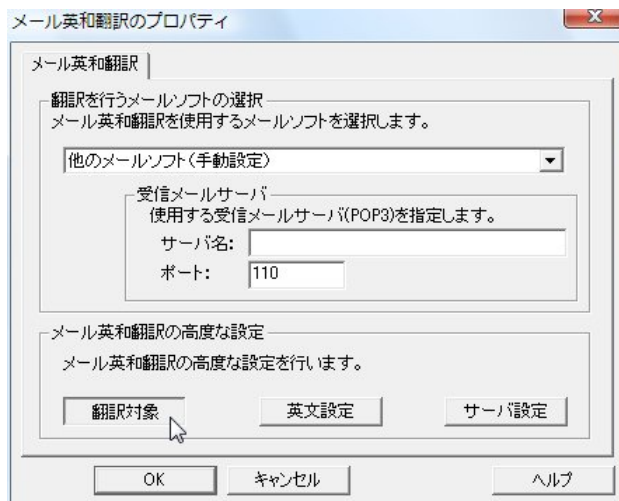 メール英和翻訳のプロパティ
メール英和翻訳
翻訳を行うメールソフトの選択
メール英和翻訳を使用するメールソフトを選択します。
他のメールソフト(手動設定)
受信メールサーバ
使用する受信メールサーバ(POP3)を指定します。
サーバ名:
ポート: 110
メール英和翻訳の高度な設定
メール英和翻訳の高度な設定を行います。
翻訳対象 英文設定 サーバ設定
OK キャンセル ヘルプ